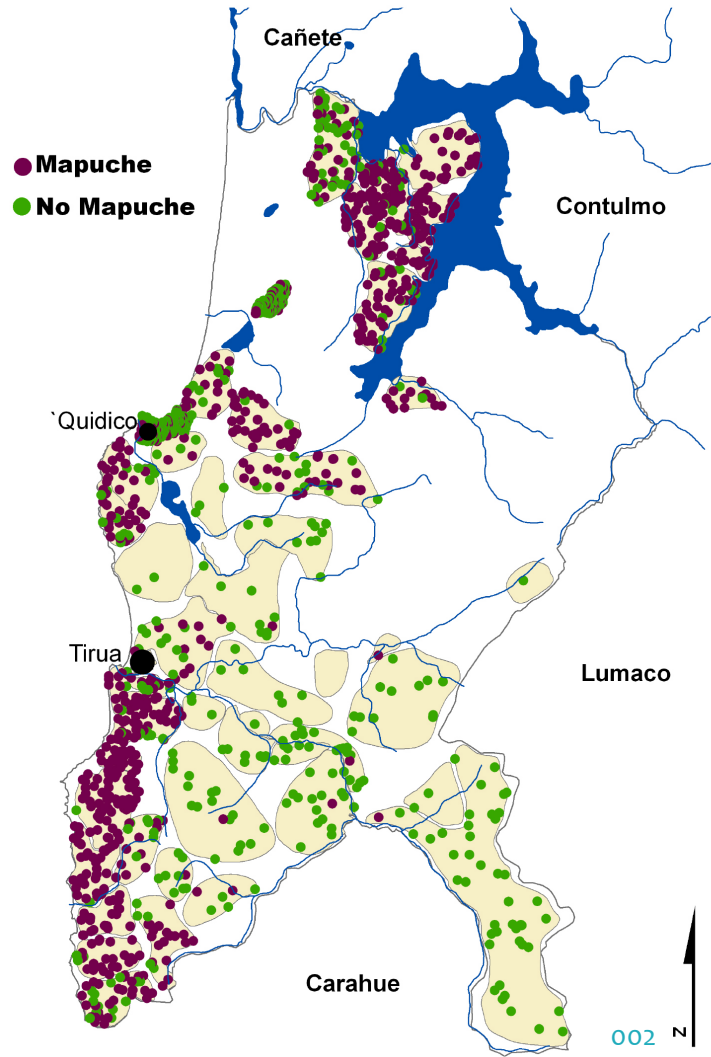 Cañete
Mapuche
No Mapuche
Contulmo
`Quidico
Tirua
Lumaco
Carahue
002
N